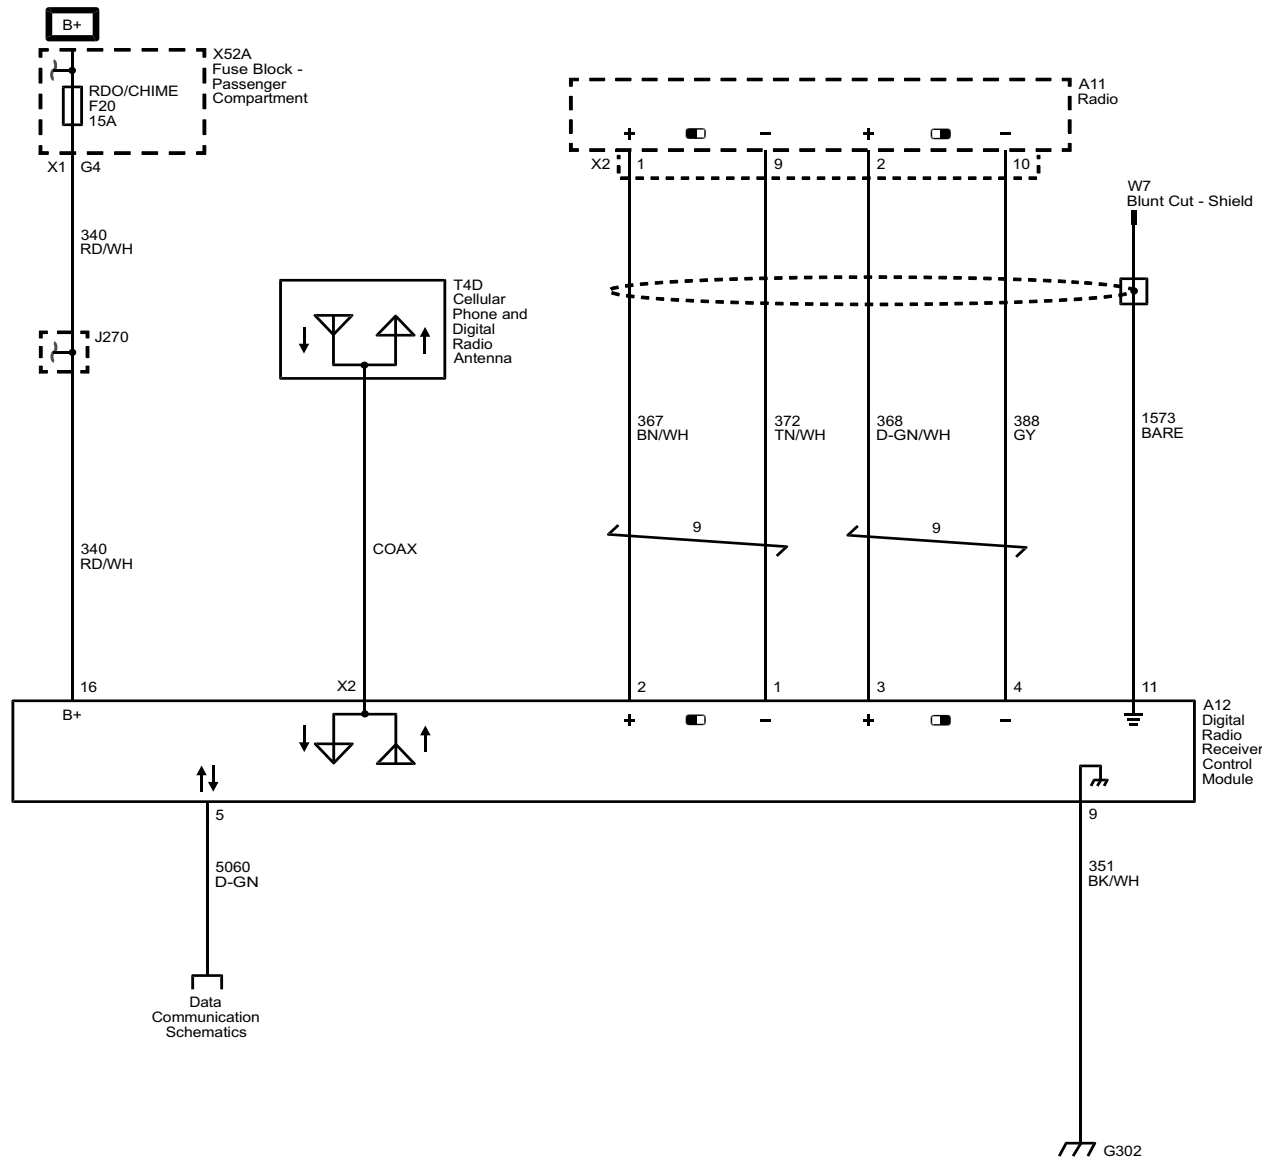 B+
X52A
Fuse Block -
Passenger
Compartment
RDO/CHIME
F20
15A
X1 G4
A11
Radio
+ − + −
X2 1 9 2 10
W7
Blunt Cut - Shield
340
RD/WH
T4D
Cellular
Phone and
Digital
Radio
Antenna
J270
367
BN/WH
372
TN/WH
368
D-GN/WH
388
GY
1573
BARE
9 9
340
RD/WH
COAX
16 X2 2 1 3 4 11
B+
+ − + −
A12
Digital
Radio
Receiver
Control
Module
5 9
5060
D-GN
351
BK/WH
Data
Communication
Schematics
G302